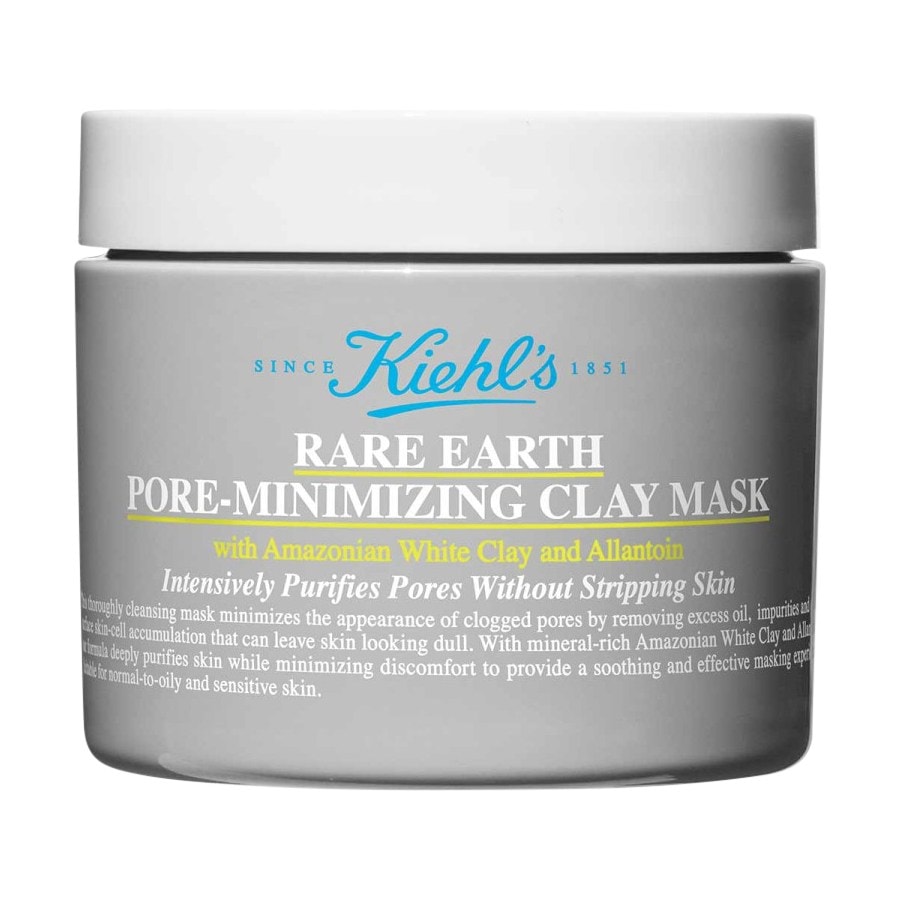 SINCE Kiehl's 1851
RARE EARTH
PORE-MINIMIZING CLAY MASK
with Amazonian White Clay and Allantoin
Intensively Purifies Pores Without Stripping Skin
thoroughly cleansing mask minimizes the appearance of clogged pores by removing excess oil, impurities and
skin-cell accumulation that can leave skin looking dull. With mineral-rich Amazonian White Clay and
formula deeply purifies skin while minimizing discomfort to provide a soothing and effective masking
for normal-to-oily and sensitive skin.